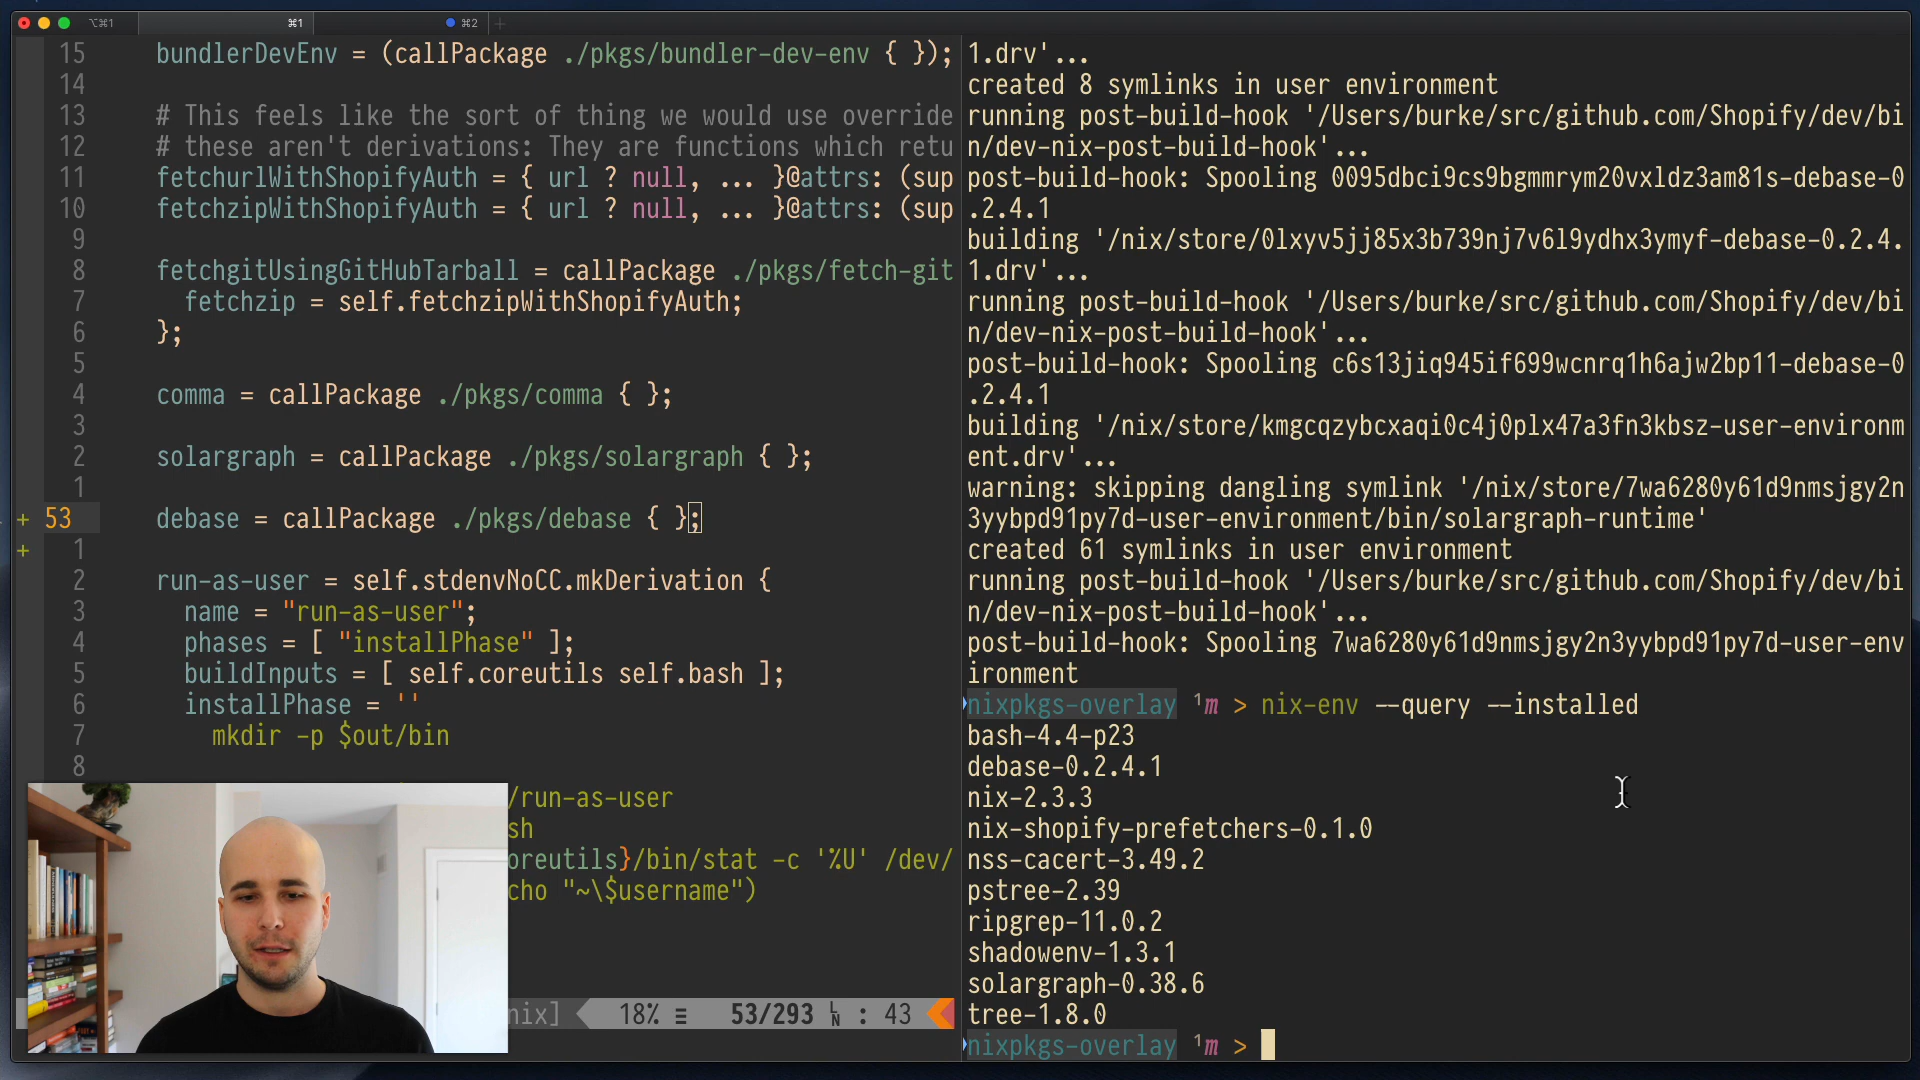 ⌥⌘1
⌘1
⌘2
15 bundlerDevEnv = (callPackage ./pkgs/bundler-dev-env { });
14
13 # This feels like the sort of thing we would use override
12 # these aren't derivations: They are functions which retu
11 fetchurlWithShopifyAuth = { url ? null, ... }@attrs: (sup
10 fetchzipWithShopifyAuth = { url ? null, ... }@attrs: (sup
9
8 fetchgitUsingGitHubTarball = callPackage ./pkgs/fetch-git
7 fetchzip = self.fetchzipWithShopifyAuth;
6 };
5
4 comma = callPackage ./pkgs/comma { };
3
2 solargraph = callPackage ./pkgs/solargraph { };
1
+ 53 debase = callPackage ./pkgs/debase { };
+ 1
2 run-as-user = self.stdenvNoCC.mkDerivation {
3 name = "run-as-user";
4 phases = [ "installPhase" ];
5 buildInputs = [ self.coreutils self.bash ];
6 installPhase = ''
7 mkdir -p $out/bin
8
/run-as-user
sh
oreutils}/bin/stat -c '%U' /dev/
cho "~\$username")
nix] 18% ≡ 53/293 ㏑ : 43
1.drv'...
created 8 symlinks in user environment
running post-build-hook '/Users/burke/src/github.com/Shopify/dev/bi
n/dev-nix-post-build-hook'...
post-build-hook: Spooling 0095dbci9cs9bgmmrym20vxldz3am81s-debase-0
.2.4.1
building '/nix/store/0lxyv5jj85x3b739nj7v6l9ydhx3ymyf-debase-0.2.4.
1.drv'...
running post-build-hook '/Users/burke/src/github.com/Shopify/dev/bi
n/dev-nix-post-build-hook'...
post-build-hook: Spooling c6s13jiq945if699wcnrq1h6ajw2bp11-debase-0
.2.4.1
building '/nix/store/kmgcqzybcxaqi0c4j0plx47a3fn3kbsz-user-environm
ent.drv'...
warning: skipping dangling symlink '/nix/store/7wa6280y61d9nmsjgy2n
3yybpd91py7d-user-environment/bin/solargraph-runtime'
created 61 symlinks in user environment
running post-build-hook '/Users/burke/src/github.com/Shopify/dev/bi
n/dev-nix-post-build-hook'...
post-build-hook: Spooling 7wa6280y61d9nmsjgy2n3yybpd91py7d-user-env
ironment
nixpkgs-overlay ¹m > nix-env --query --installed
bash-4.4-p23
debase-0.2.4.1
nix-2.3.3
nix-shopify-prefetchers-0.1.0
nss-cacert-3.49.2
pstree-2.39
ripgrep-11.0.2
shadowenv-1.3.1
solargraph-0.38.6
tree-1.8.0
nixpkgs-overlay ¹m >